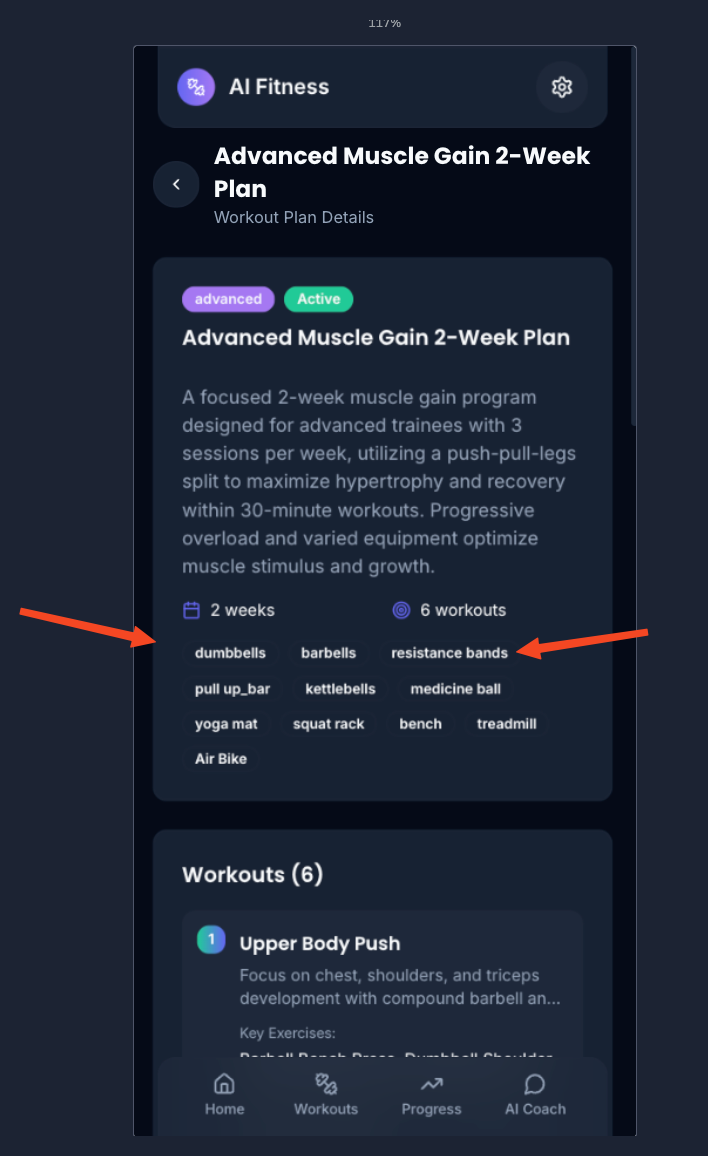 117%
AI Fitness
Advanced Muscle Gain 2-Week
Plan
Workout Plan Details
advanced Active
Advanced Muscle Gain 2-Week Plan
A focused 2-week muscle gain program
designed for advanced trainees with 3
sessions per week, utilizing a push-pull-legs
split to maximize hypertrophy and recovery
within 30-minute workouts. Progressive
overload and varied equipment optimize
muscle stimulus and growth.
2 weeks 6 workouts
dumbbells barbells resistance bands
pull up_bar kettlebells medicine ball
yoga mat squat rack bench treadmill
Air Bike
Workouts (6)
1 Upper Body Push
Focus on chest, shoulders, and triceps
development with compound barbell an...
Key Exercises:
Barbell Bench Press, Dumbbell Shoulder
Home Workouts Progress AI Coach